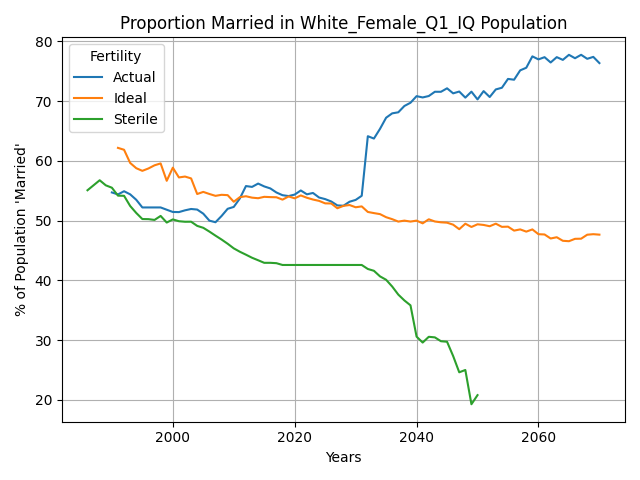 Proportion Married in White_Female_Q1_IQ Population
Fertility
Actual
Ideal
Sterile
80
70
60
50
40
30
20
% of Population 'Married'
2000 2020 2040 2060
Years